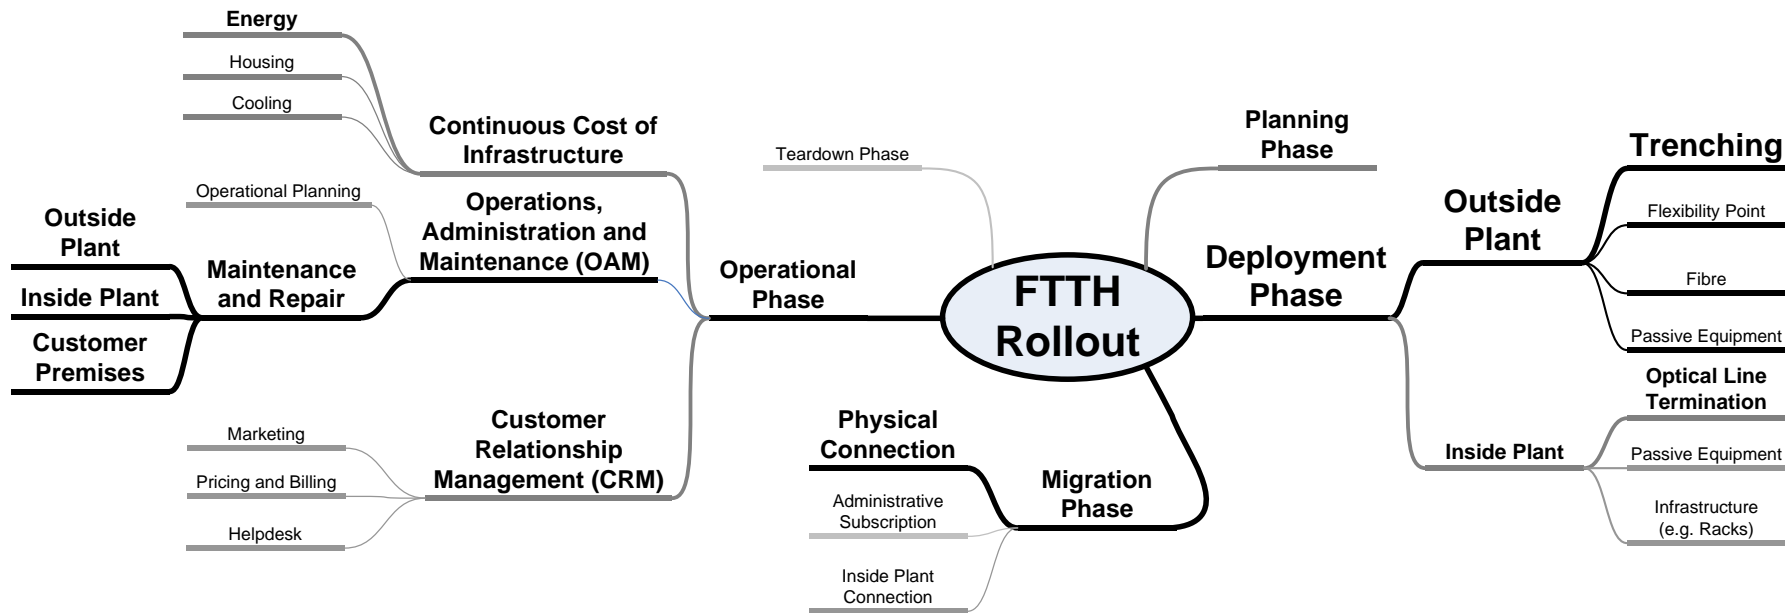 Energy
Housing
Cooling
Continuous Cost of
Infrastructure
Operational Planning
Operations,
Administration and
Maintenance (OAM)
Outside
Plant
Inside Plant
Customer
Premises
Maintenance
and Repair
Marketing
Pricing and Billing
Helpdesk
Customer
Relationship
Management (CRM)
Operational
Phase
Teardown Phase
FTTH
Rollout
Physical
Connection
Administrative
Subscription
Inside Plant
Connection
Migration
Phase
Planning
Phase
Deployment
Phase
Outside
Plant
Trenching
Flexibility Point
Fibre
Passive Equipment
Inside Plant
Optical Line
Termination
Passive Equipment
Infrastructure
(e.g. Racks)